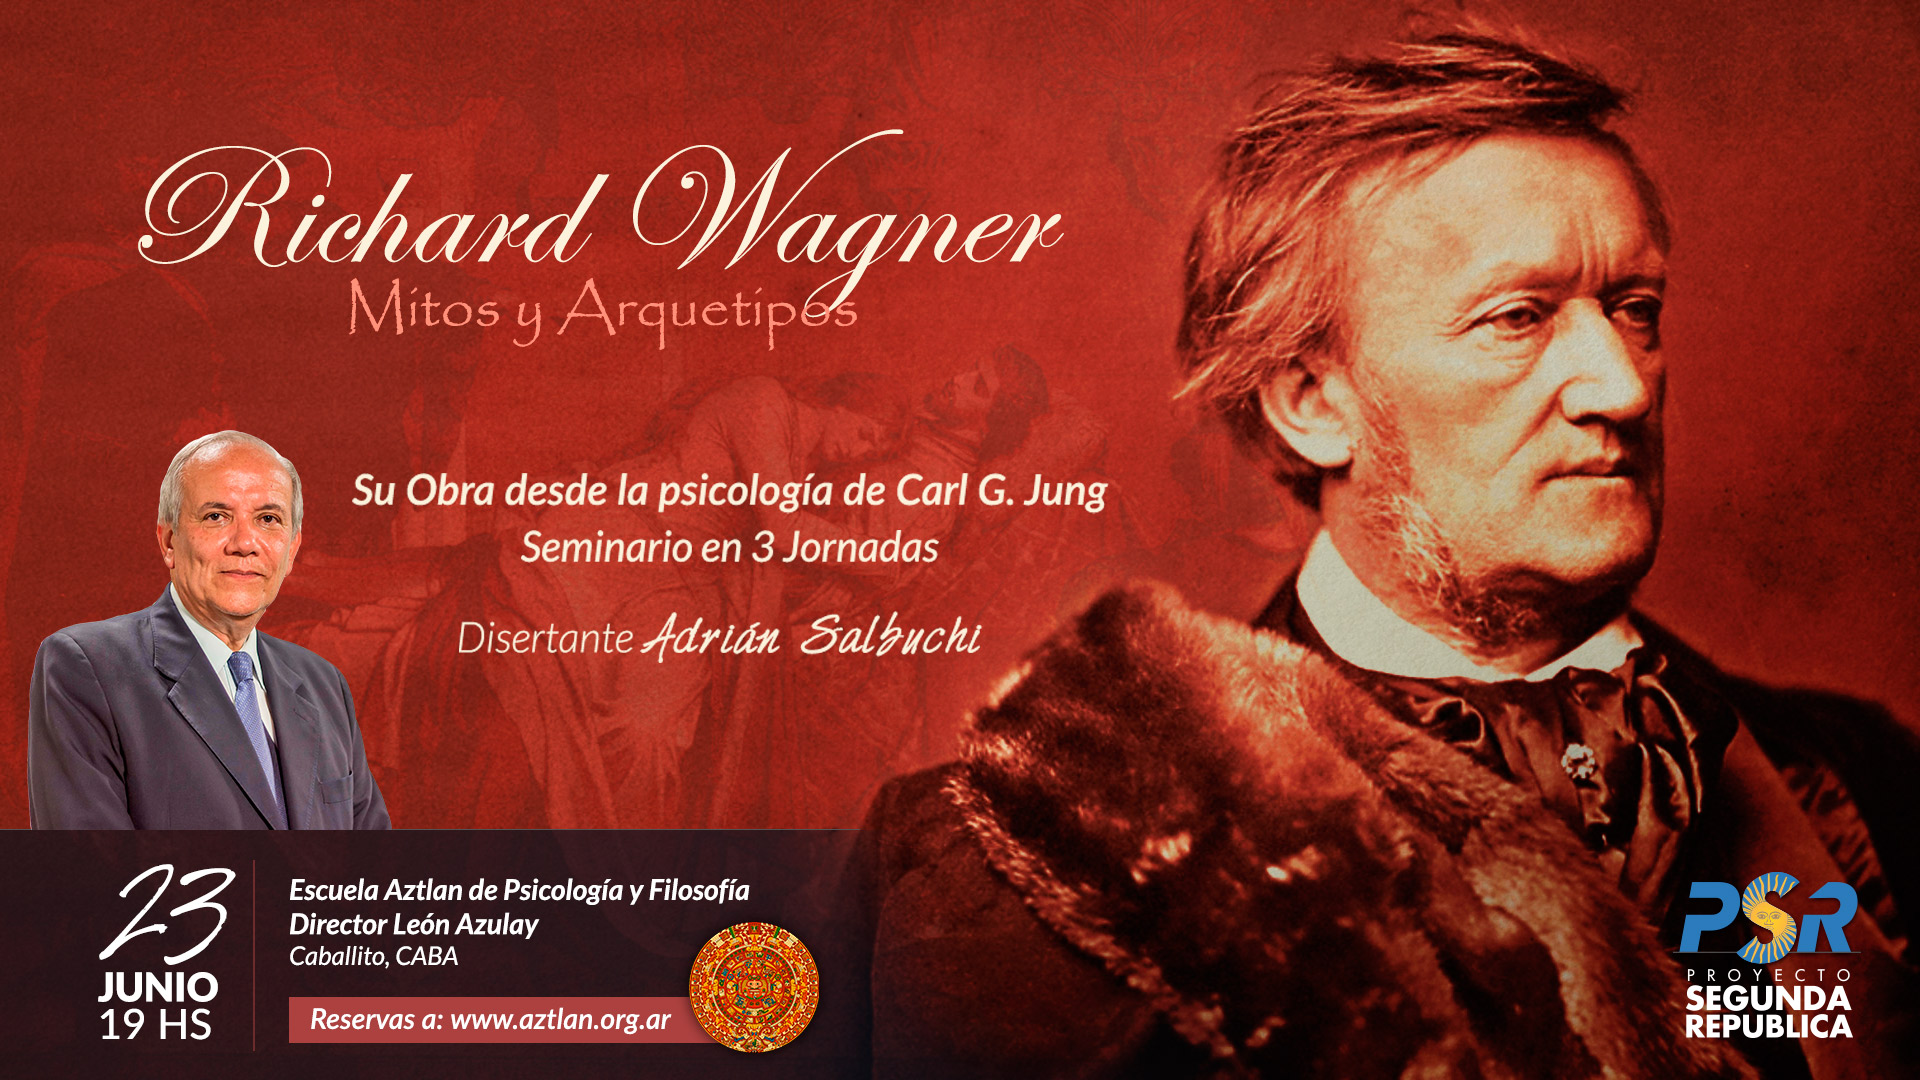 Richard Wagner
Mitos y Arquetipos
Su Obra desde la psicología de Carl G. Jung
Seminario en 3 Jornadas
Disertante Adrián Salbuchi
23
JUNIO
19 HS
Escuela Aztlan de Psicología y Filosofía
Director León Azulay
Caballito, CABA
Reservas a: www.aztlan.org.ar
PSR
PROYECTO
SEGUNDA
REPUBLICA